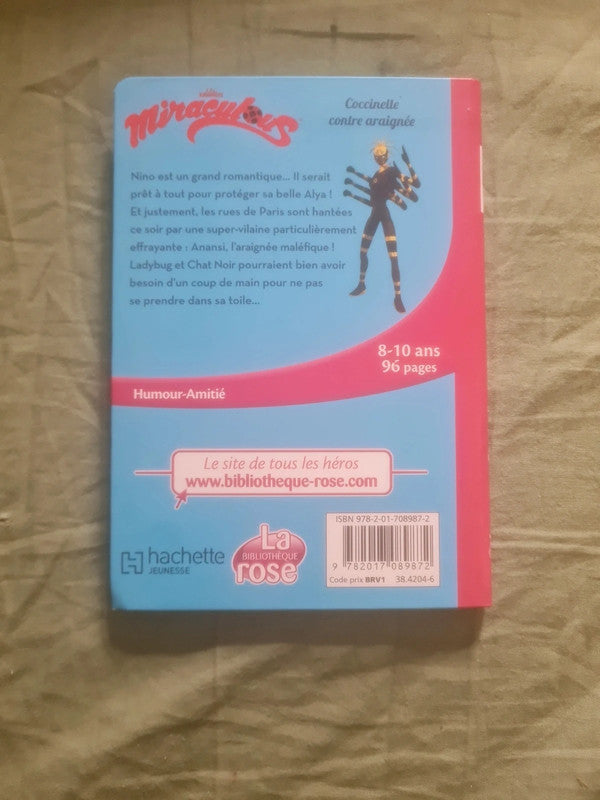 Miraculous
Coccinelle
contre araignée
Nino est un grand romantique... Il serait
prêt à tout pour protéger sa belle Alya !
Et justement, les rues de Paris sont hantées
ce soir par une super-vilaine particulièrement
effrayante : Anansi, l'araignée maléfique !
Ladybug et Chat Noir pourraient bien avoir
besoin d'un coup de main pour ne pas
se prendre dans sa toile...
8-10 ans
96 pages
Humour-Amitié
Le site de tous les héros
www.bibliotheque-rose.com
hachette
JEUNESSE
La
BIBLIOTHÈQUE
rose
ISBN 978-2-01-708987-2
9 782017 089872
Code prix BRV1 38.4204-6